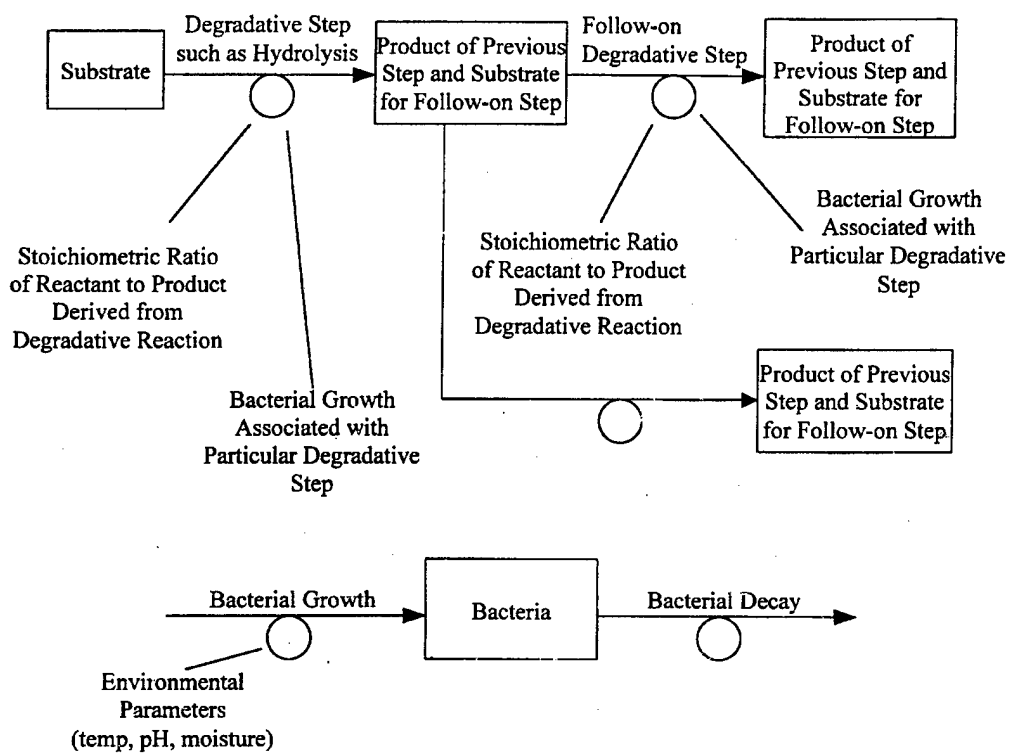 Substrate
Degradative Step
such as Hydrolysis
Product of Previous
Step and Substrate
for Follow-on Step
Follow-on
Degradative Step
Product of
Previous Step and
Substrate for
Follow-on Step
Stoichiometric Ratio
of Reactant to Product
Derived from
Degradative Reaction
Bacterial Growth
Associated with
Particular Degradative
Step
Stoichiometric Ratio
of Reactant to Product
Derived from
Degradative Reaction
Bacterial Growth
Associated with
Particular Degradative
Step
Product of Previous
Step and Substrate
for Follow-on Step
Bacterial Growth
Bacteria
Bacterial Decay
Environmental
Parameters
(temp, pH, moisture)